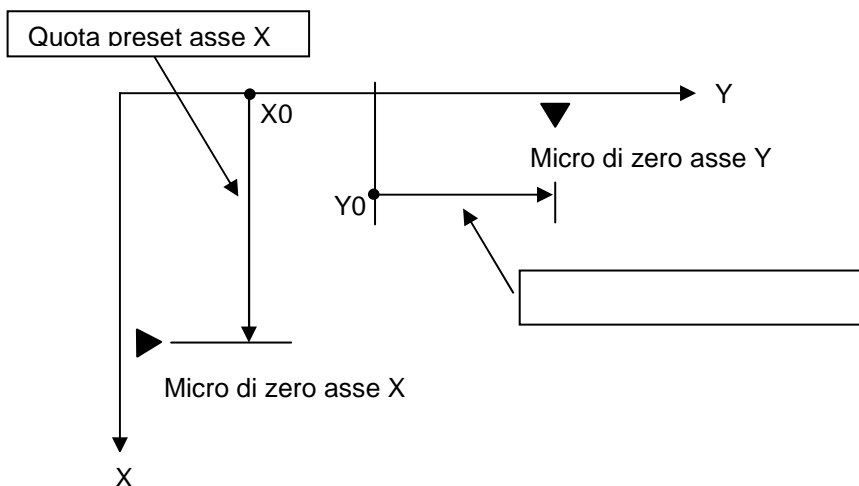 Quota preset asse X
Y
X0
Micro di zero asse Y
Y0
Micro di zero asse X
X